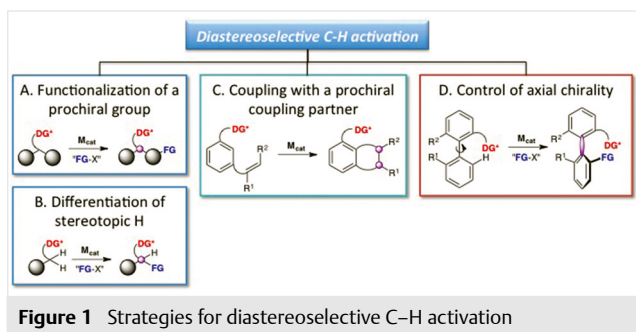 Diastereoselective C-H activation
A. Functionalization of a
prochiral group
DG*
Mcat
"FG-X"
DG*
FG
B. Differentiation of
stereotopic H
DG*
H
H
Mcat
"FG-X"
DG*
H
FG
C. Coupling with a prochiral
coupling partner
DG*
R2
R1
Mcat
DG*
R2
R1
D. Control of axial chirality
R2
R1
DG*
H
Mcat
"FG-X"
R2
R1
DG*
FG
Figure 1 Strategies for diastereoselective C–H activation